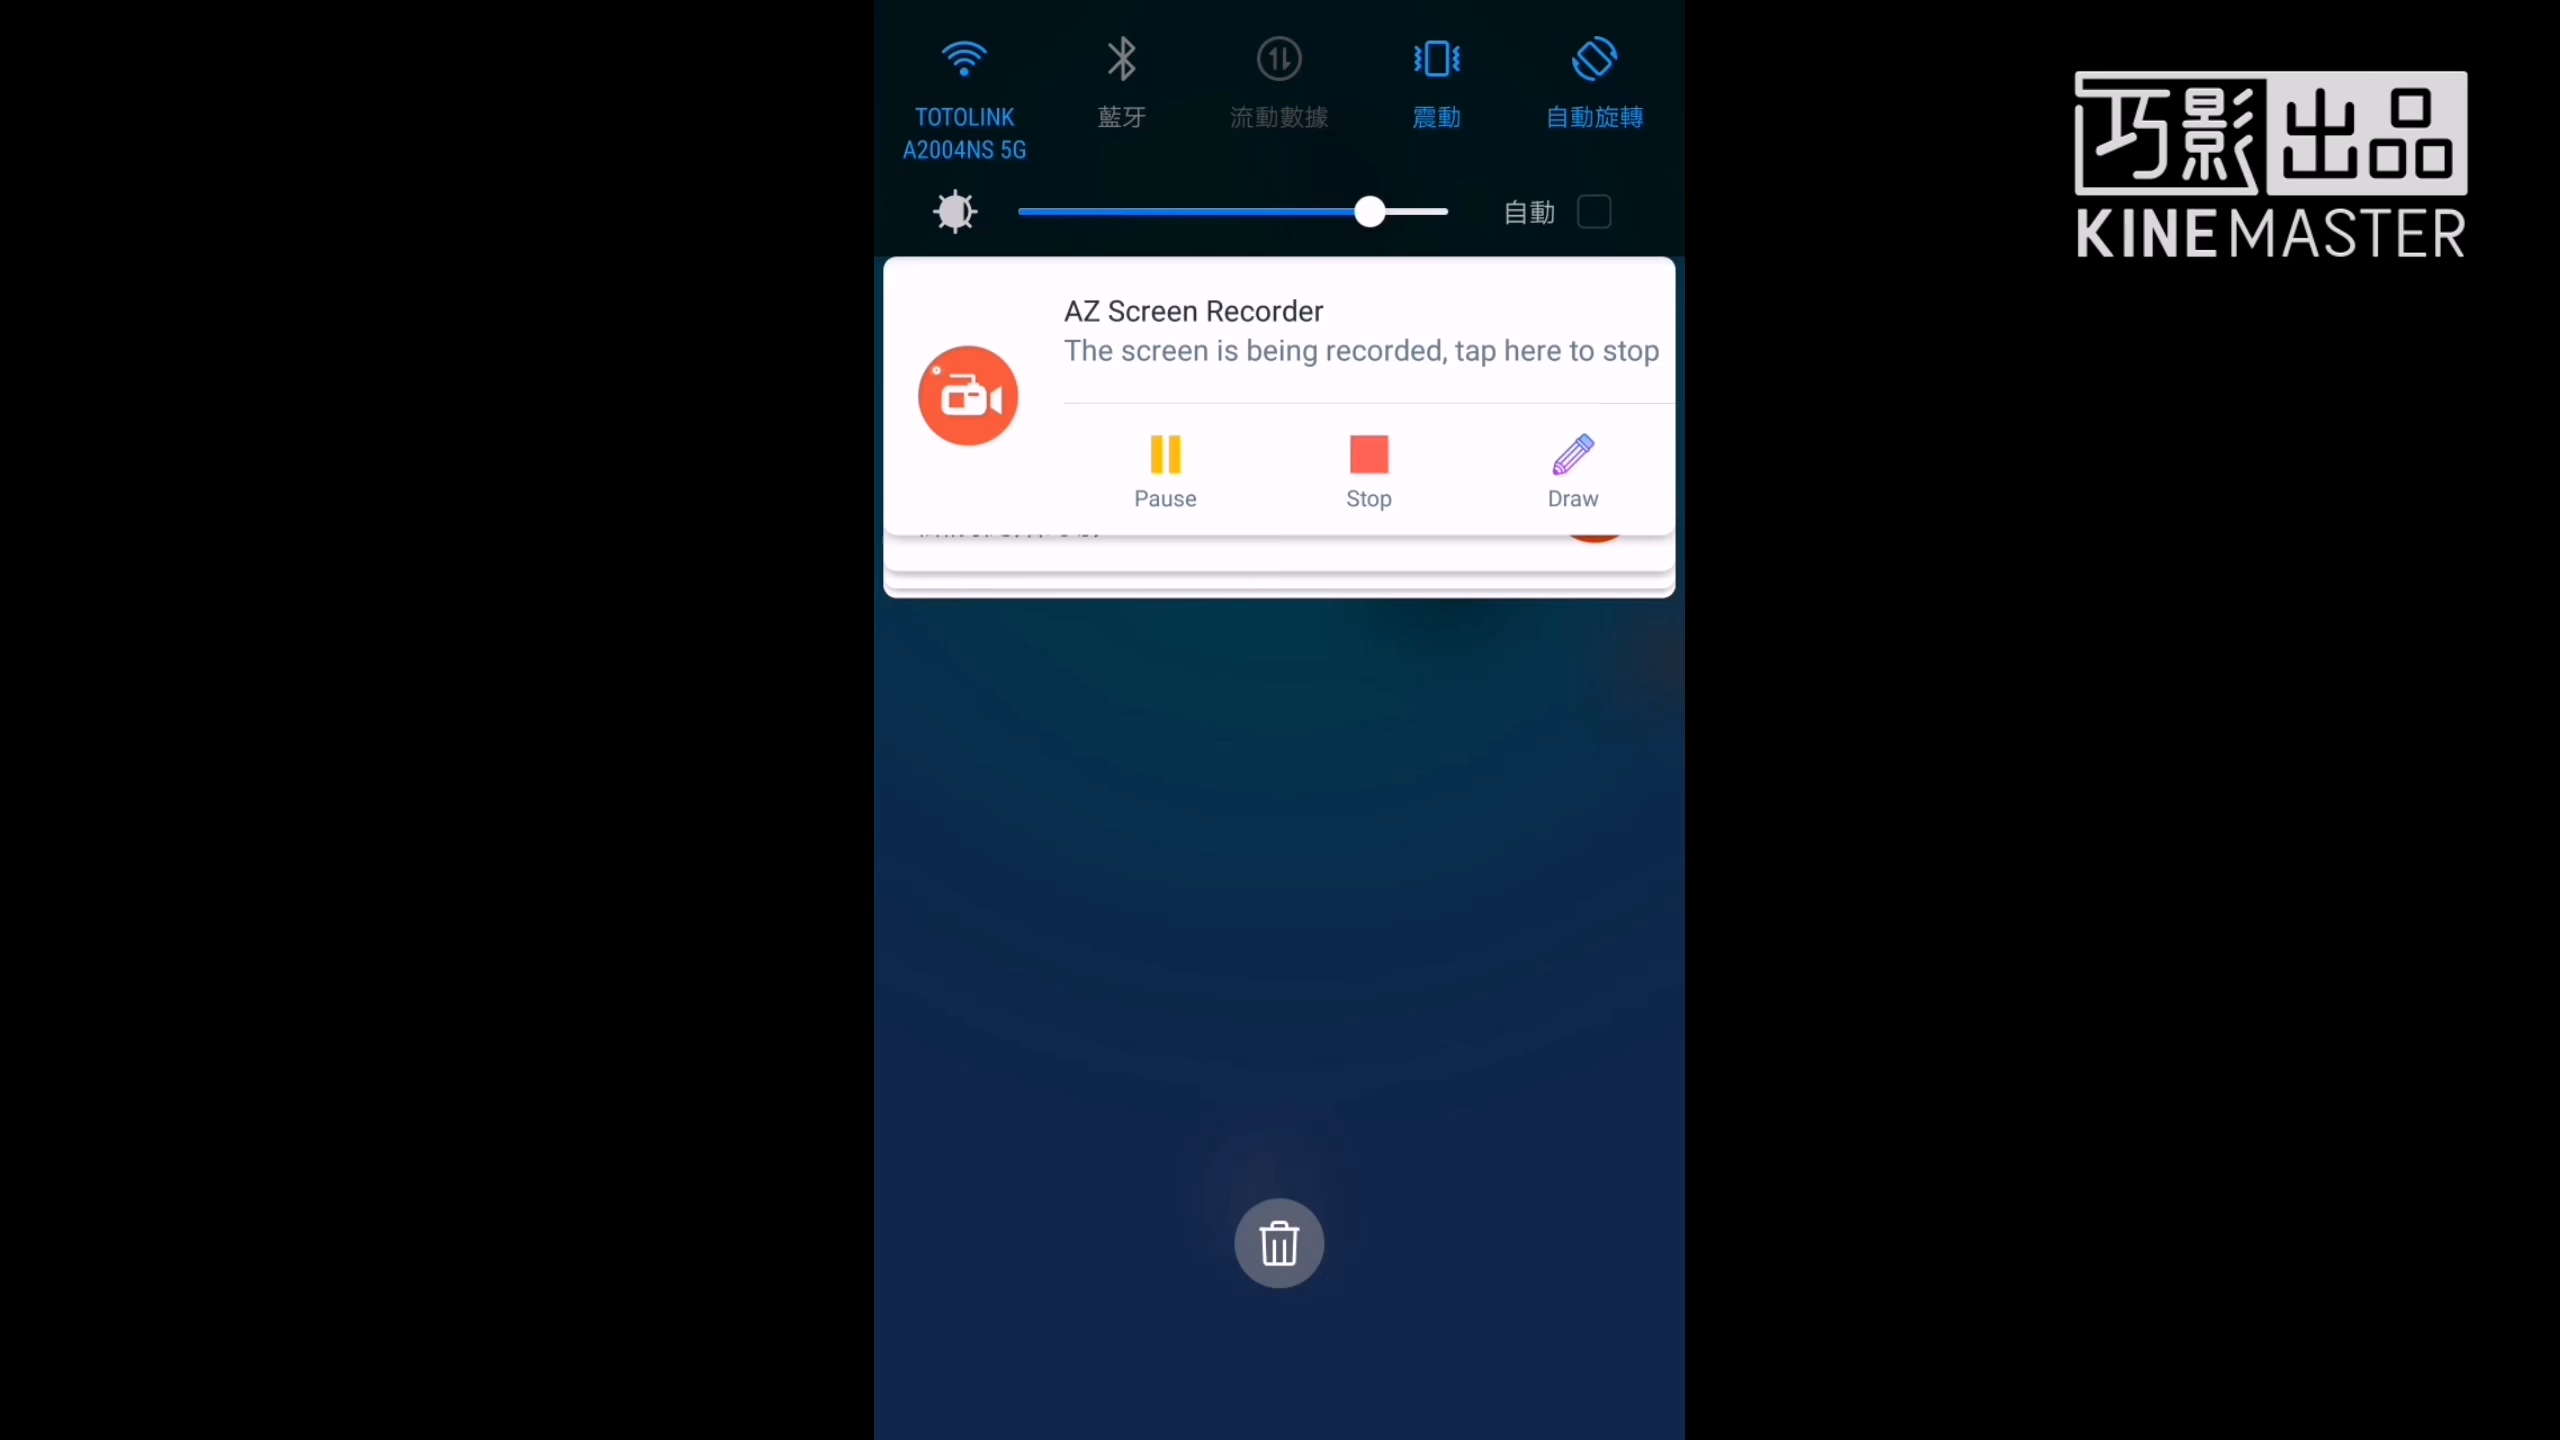 TOTOLINK
A2004NS 5G
藍牙
流動數據
震動
自動旋轉
自動
巧影出品
KINEMASTER
AZ Screen Recorder
The screen is being recorded, tap here to stop
Pause
Stop
Draw